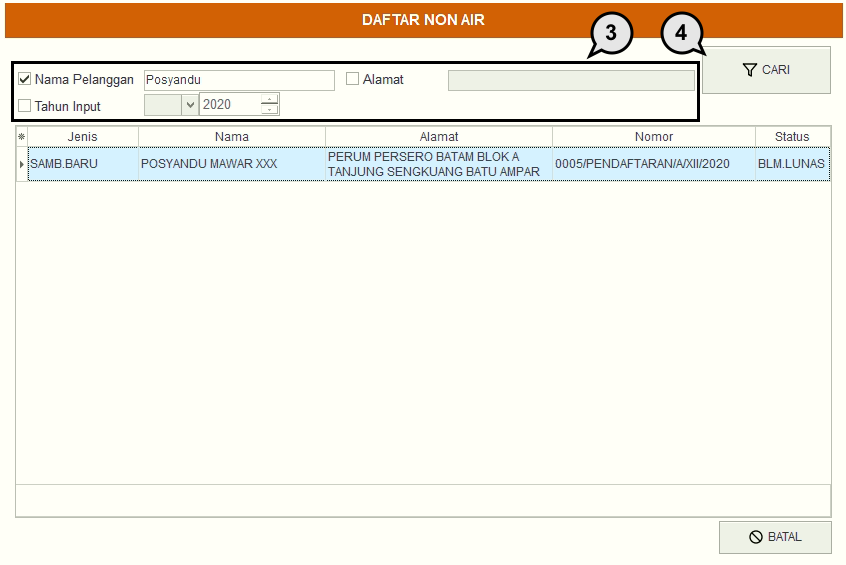 DAFTAR NON AIR
3
4
Nama Pelanggan Posyandu Alamat
CARI
Tahun Input 2020
Jenis Nama Alamat Nomor Status
SAMB.BARU POSYANDU MAWAR XXX PERUM PERSERO BATAM BLOK A 0005/PENDAFTARAN/A/XII/2020 BLM.LUNAS
TANJUNG SENGKUANG BATU AMPAR
BATAL